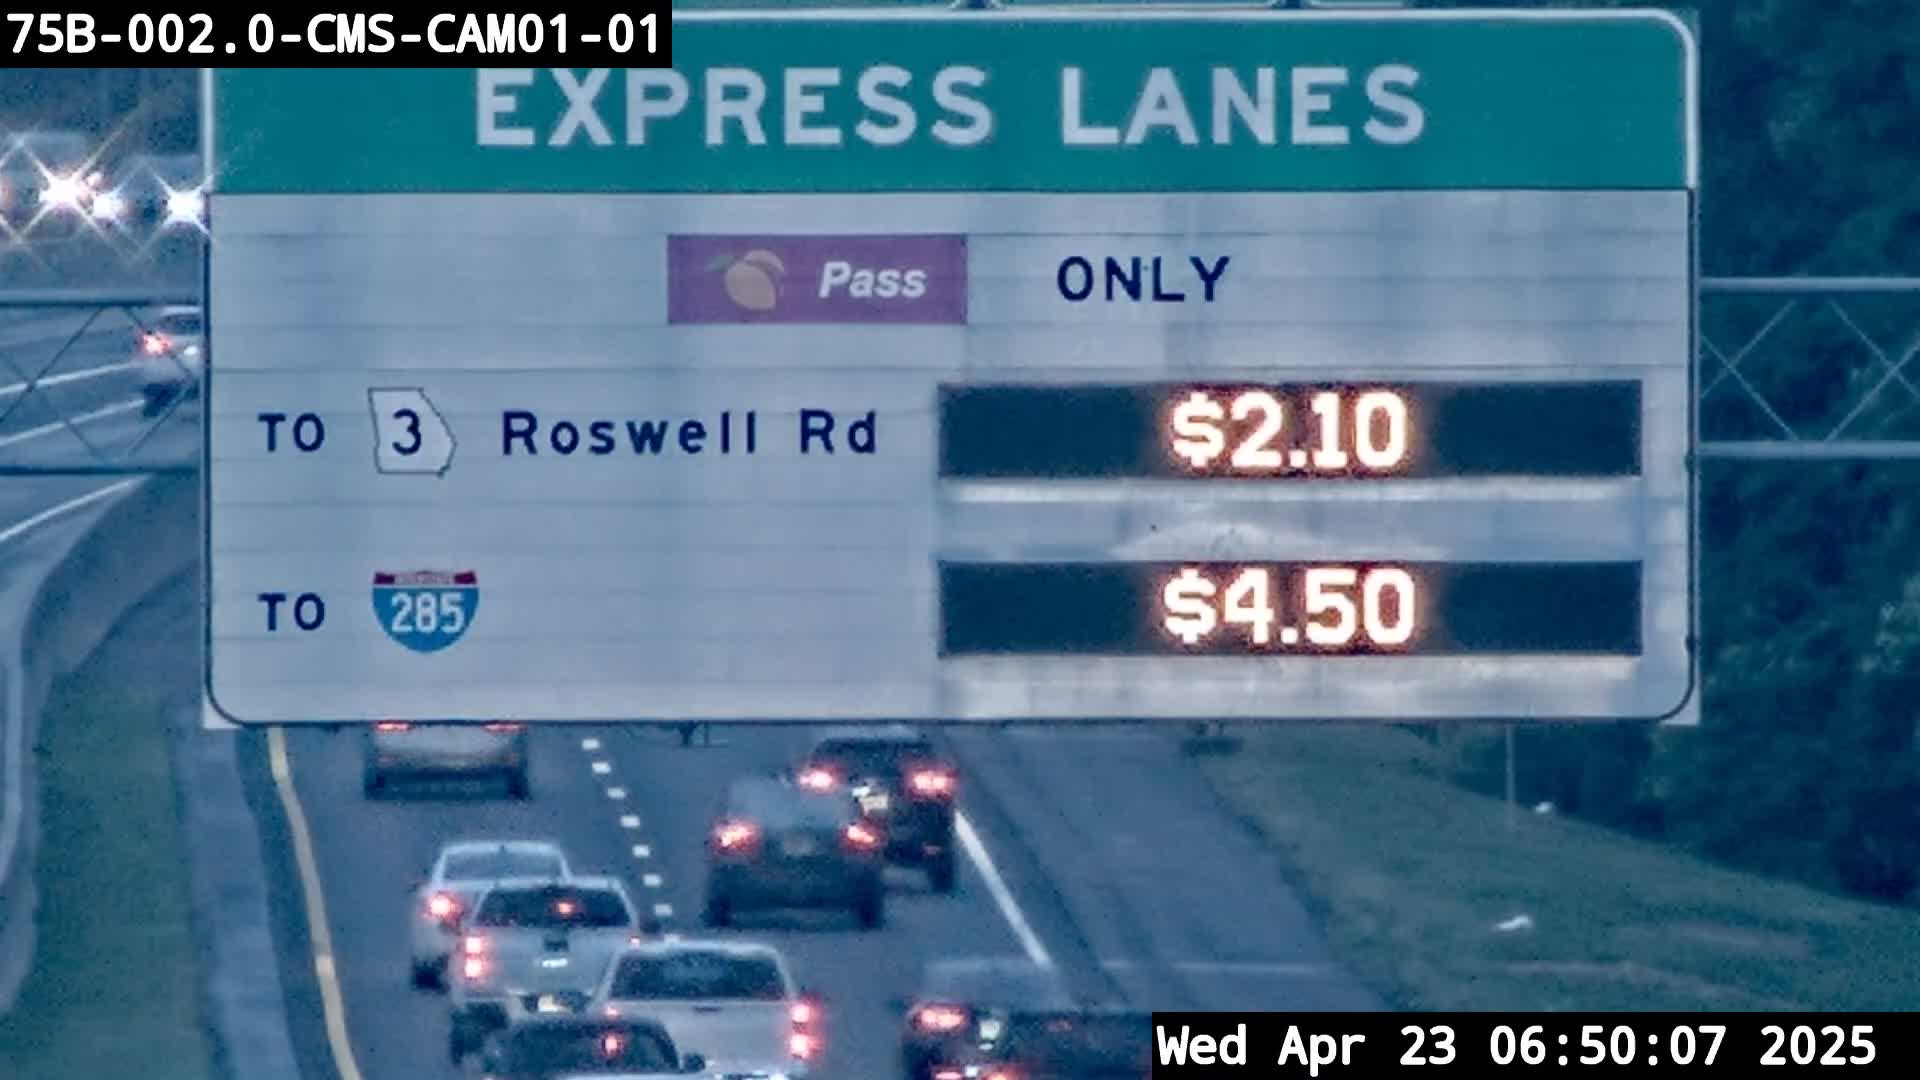 75B-002.0-CMS-CAM01-01
EXPRESS LANES
Pass ONLY
TO 3 Roswell Rd $2.10
TO 285 $4.50
Wed Apr 23 06:50:07 2025